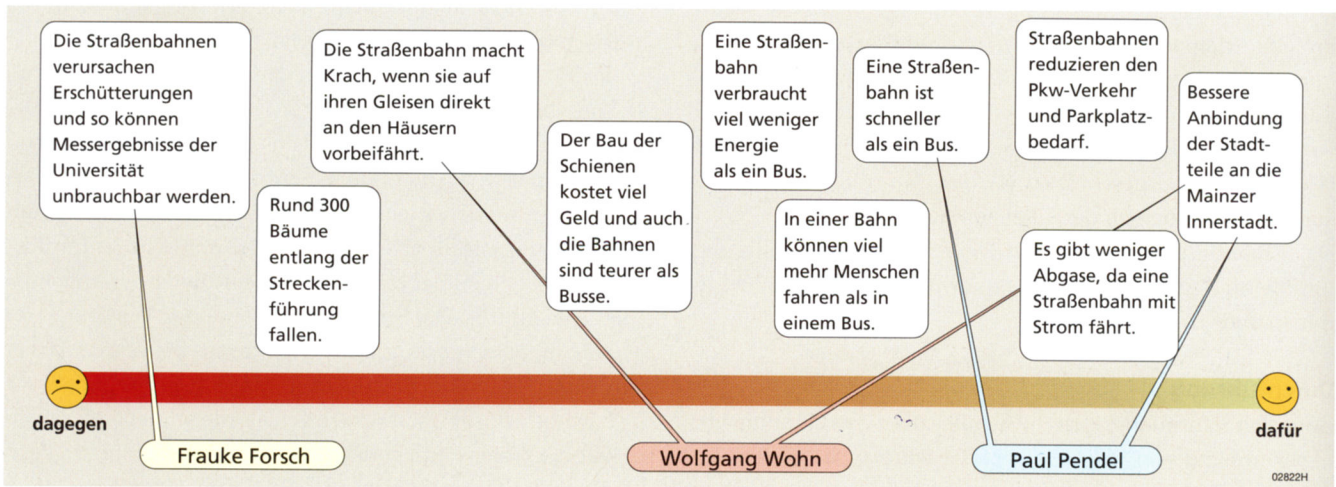 Die Straßenbahnen
verursachen
Erschütterungen
und so können
Messergebnisse der
Universität
unbrauchbar werden.
Rund 300
Bäume
entlang der
Strecken-
führung
fallen.
Die Straßenbahn macht
Krach, wenn sie auf
ihren Gleisen direkt
an den Häusern
vorbeifährt.
Der Bau der
Schienen
kostet viel
Geld und auch
die Bahnen
sind teurer als
Busse.
Eine Straßen-
bahn
verbraucht
viel weniger
Energie
als ein Bus.
In einer Bahn
können viel
mehr Menschen
fahren als in
einem Bus.
Eine Straßen-
bahn ist
schneller
als ein Bus.
Straßenbahnen
reduzieren den
Pkw-Verkehr
und Parkplatz-
bedarf.
Es gibt weniger
Abgase, da eine
Straßenbahn mit
Strom fährt.
Bessere
Anbindung
der Stadt-
teile an die
Mainzer
Innerstadt.
dagegen
dafür
Frauke Forsch
Wolfgang Wohn
Paul Pendel
02822H